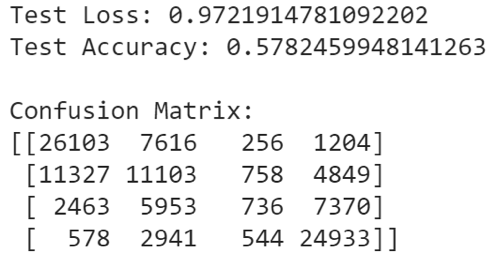 Test Loss: 0.9721914781092202
Test Accuracy: 0.5782459948141263
Confusion Matrix:
[[26103  7616   256  1204]
 [11327 11103   758  4849]
 [ 2463  5953   736  7370]
 [  578  2941   544 24933]]